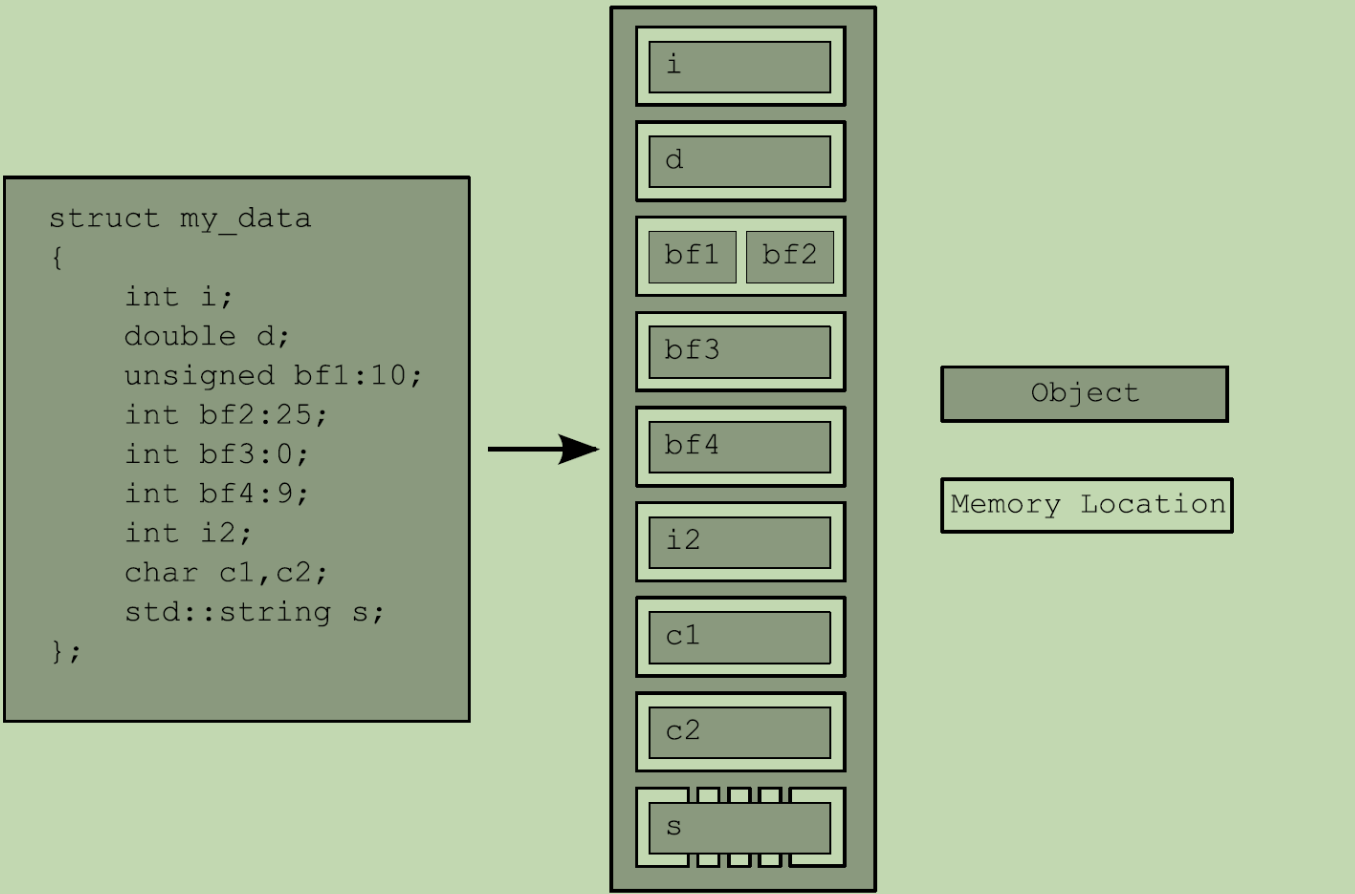 struct my_data
{
int i;
double d;
unsigned bf1:10;
int bf2:25;
int bf3:0;
int bf4:9;
int i2;
char c1,c2;
std::string s;
};
i
d
bf1 bf2
bf3
bf4
i2
c1
c2
s
Object
Memory Location